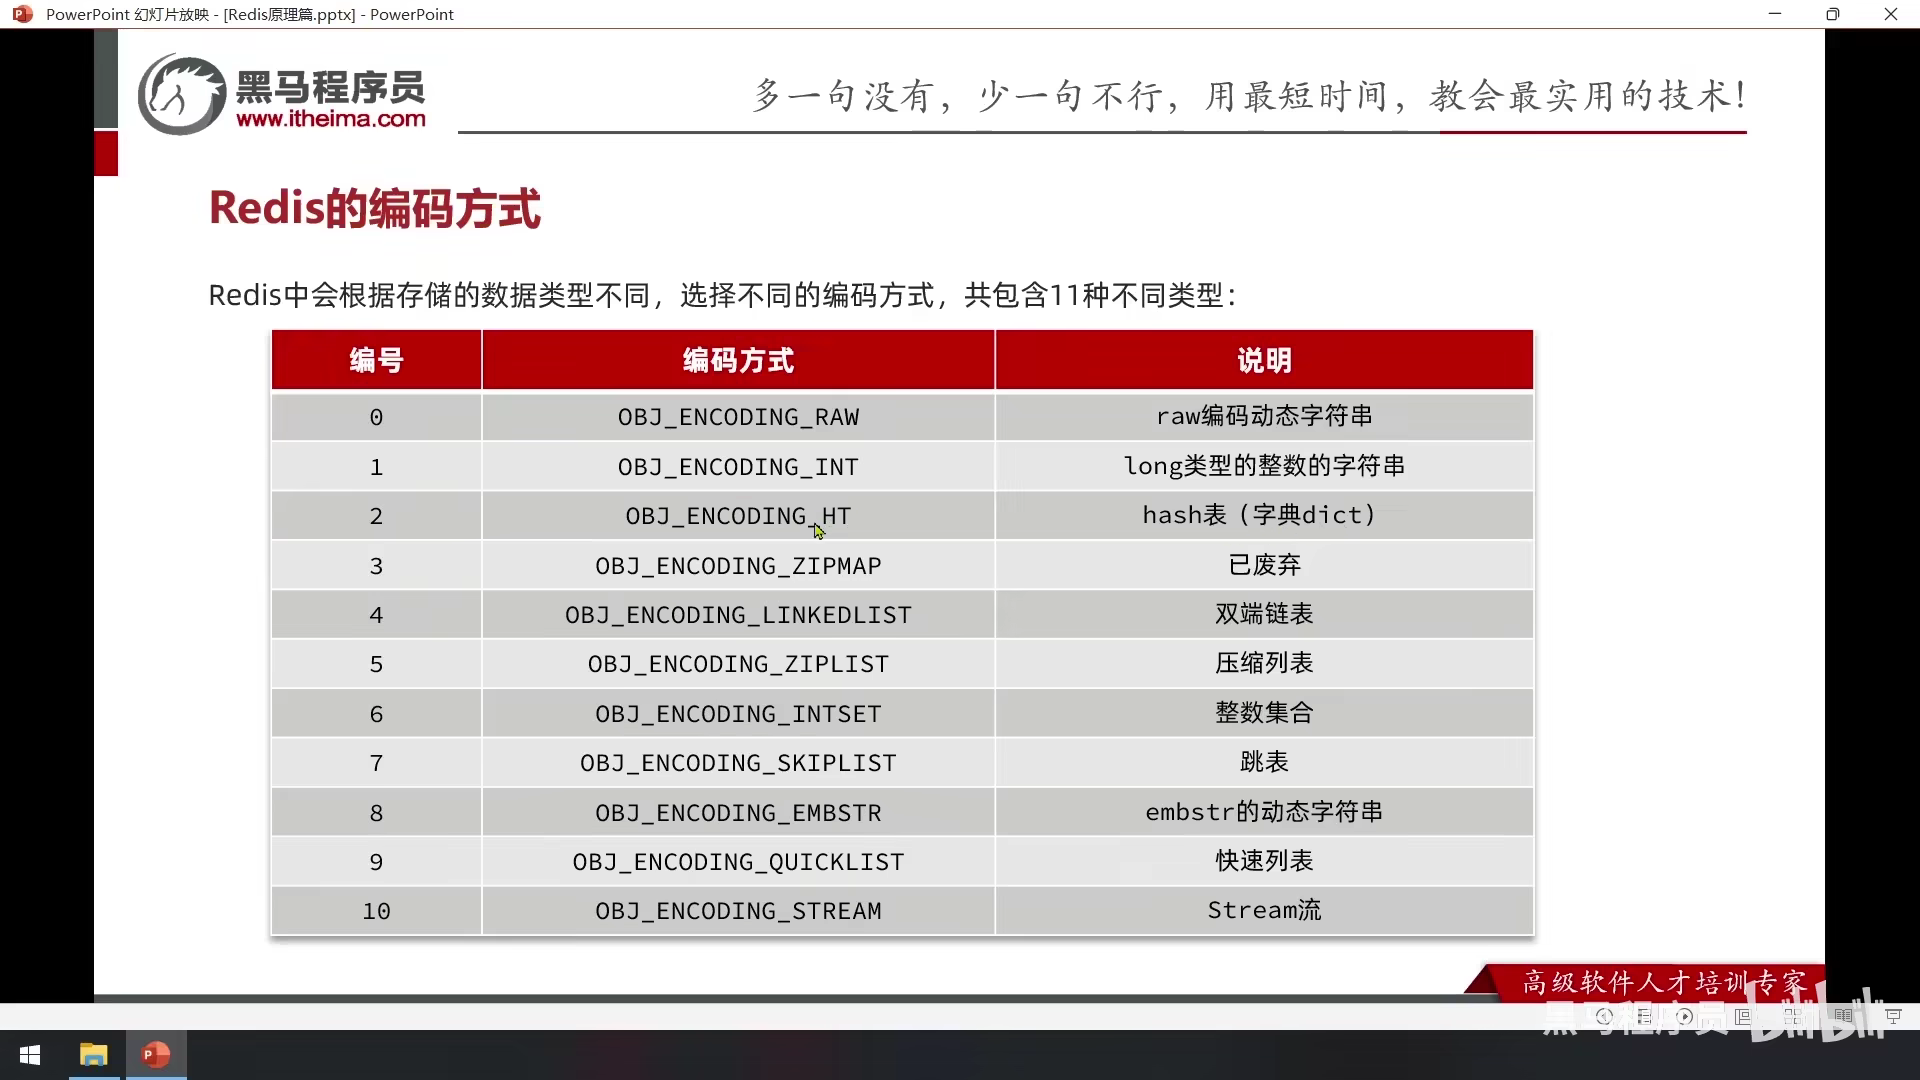 PowerPoint 幻灯片放映 - [Redis原理篇.pptx] - PowerPoint
黑马程序员
www.itheima.com
多一句没有，少一句不行，用最短时间，教会最实用的技术！
Redis的编码方式
Redis中会根据存储的数据类型不同，选择不同的编码方式，共包含11种不同类型：
编号 编码方式 说明
0 OBJ_ENCODING_RAW raw编码动态字符串
1 OBJ_ENCODING_INT long类型的整数的字符串
2 OBJ_ENCODING_HT hash表（字典dict）
3 OBJ_ENCODING_ZIPMAP 已废弃
4 OBJ_ENCODING_LINKEDLIST 双端链表
5 OBJ_ENCODING_ZIPLIST 压缩列表
6 OBJ_ENCODING_INTSET 整数集合
7 OBJ_ENCODING_SKIPLIST 跳表
8 OBJ_ENCODING_EMBSTR embstr的动态字符串
9 OBJ_ENCODING_QUICKLIST 快速列表
10 OBJ_ENCODING_STREAM Stream流
高级软件人才培训专家
黑马程序员 bilibili